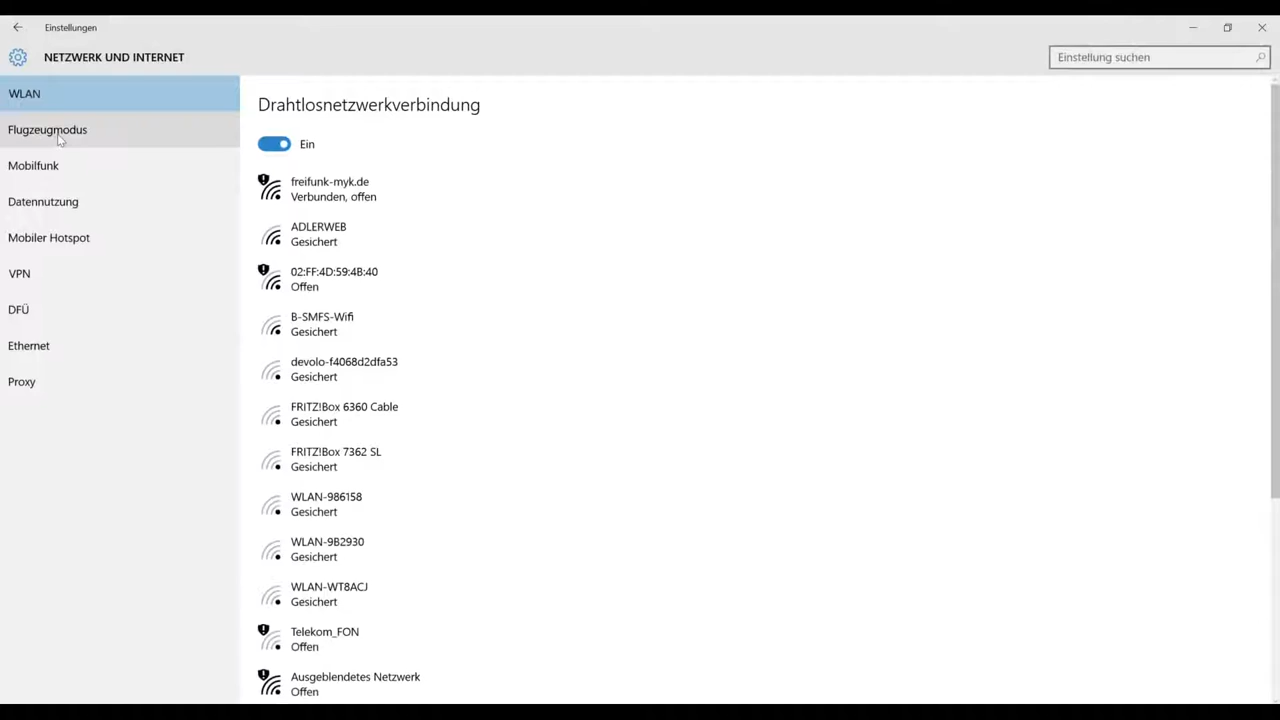 Einstellungen
NETZWERK UND INTERNET
Einstellung suchen
WLAN
Flugzeugmodus
Mobilfunk
Datennutzung
Mobiler Hotspot
VPN
DFÜ
Ethernet
Proxy
Drahtlosnetzwerkverbindung
Ein
freifunk-myk.de
Verbunden, offen
ADLERWEB
Gesichert
02:FF:4D:59:4B:40
Offen
B-SMFS-Wifi
Gesichert
devolo-f4068d2dfa53
Gesichert
FRITZ!Box 6360 Cable
Gesichert
FRITZ!Box 7362 SL
Gesichert
WLAN-986158
Gesichert
WLAN-9B2930
Gesichert
WLAN-WT8ACJ
Gesichert
Telekom_FON
Offen
Ausgeblendetes Netzwerk
Offen